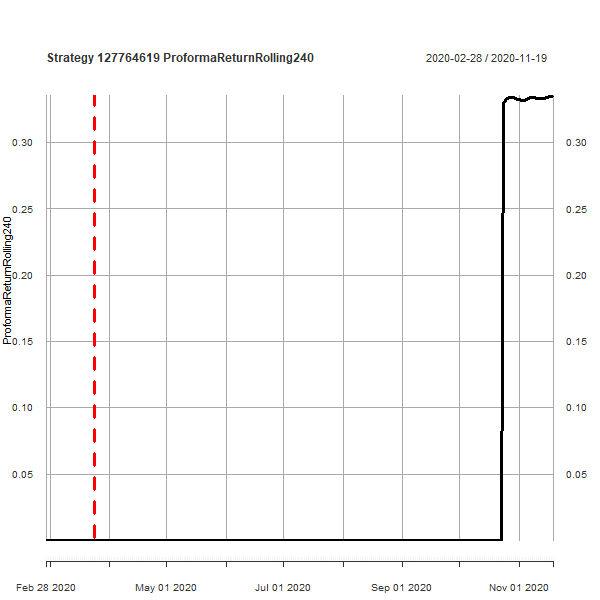 Strategy 127764619 ProformaReturnRolling240
2020-02-28 / 2020-11-19
ProformaReturnRolling240
0.30
0.25
0.20
0.15
0.10
0.05
0.30
0.25
0.20
0.15
0.10
0.05
Feb 28 2020
May 01 2020
Jul 01 2020
Sep 01 2020
Nov 01 2020